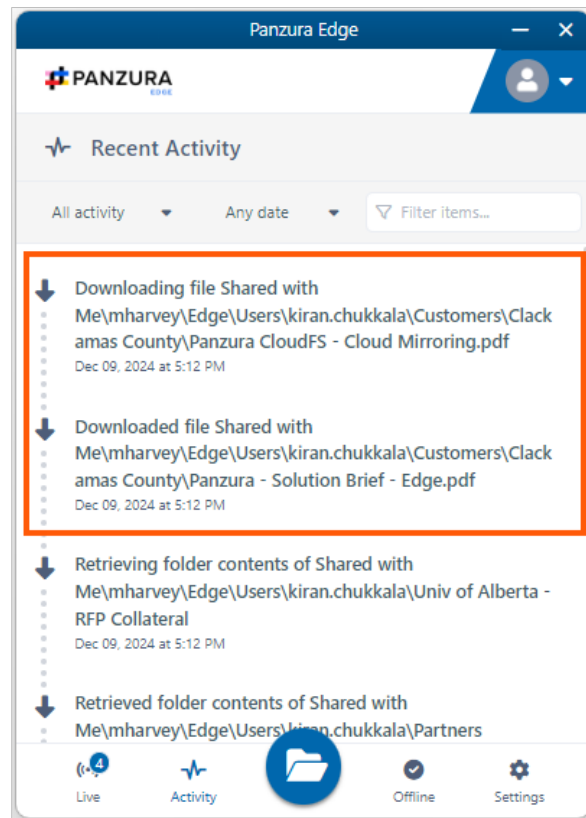 Panzura Edge
PANZURA
EDGE
Recent Activity
All activity
Any date
Filter items...
Downloading file Shared with
Me\mharvey\Edge\Users\kiran.chukkala\Customers\Clack
amas County\Panzura CloudFS - Cloud Mirroring.pdf
Dec 09, 2024 at 5:12 PM
Downloaded file Shared with
Me\mharvey\Edge\Users\kiran.chukkala\Customers\Clack
amas County\Panzura - Solution Brief - Edge.pdf
Dec 09, 2024 at 5:12 PM
Retrieving folder contents of Shared with
Me\mharvey\Edge\Users\kiran.chukkala\Univ of Alberta -
RFP Collateral
Dec 09, 2024 at 5:12 PM
Retrieved folder contents of Shared with
Me\mharvey\Edge\Users\kiran.chukkala\Partners
4
Live
Activity
Offline
Settings